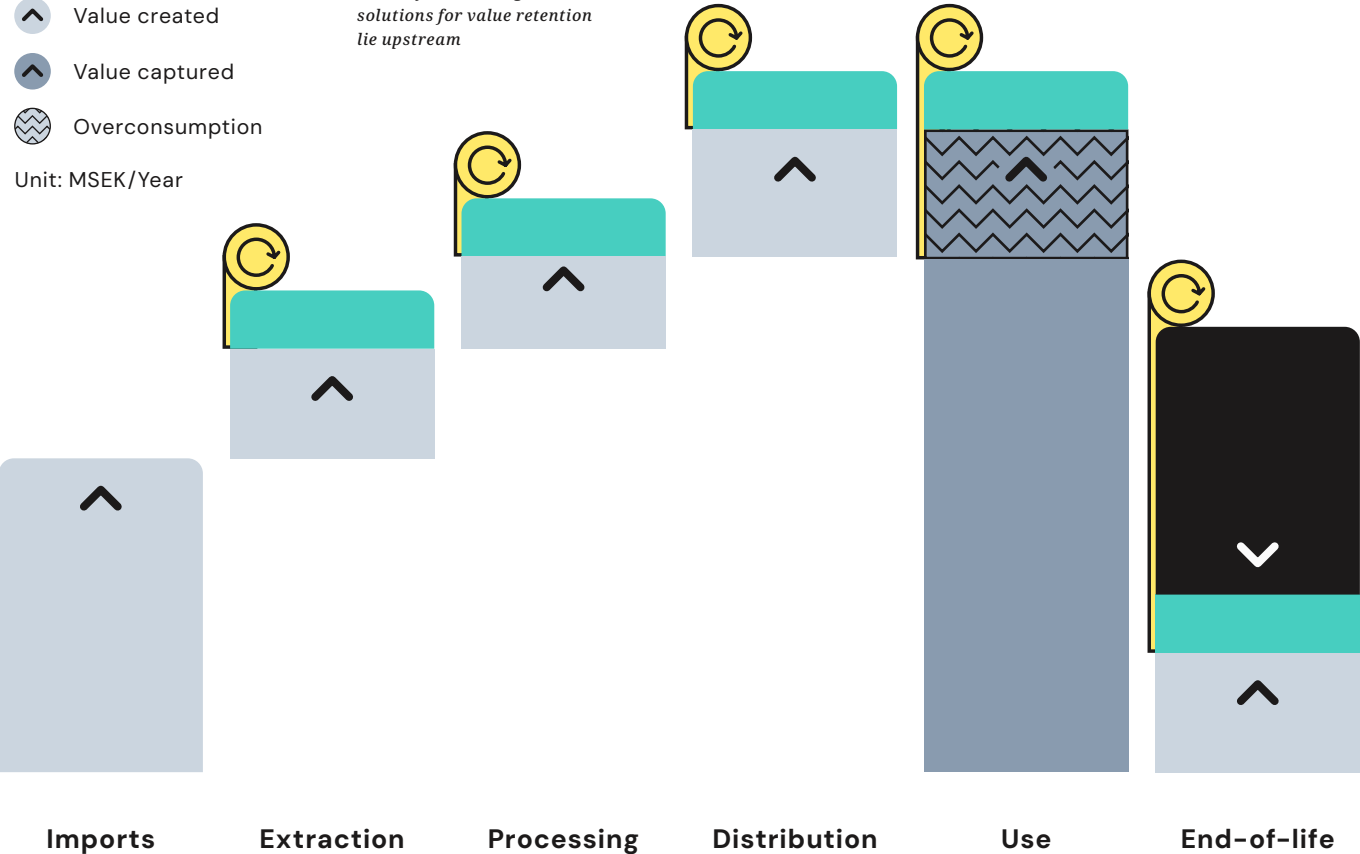 Value created
solutions for value retention
lie upstream
Value captured
Overconsumption
Unit: MSEK/Year
Imports
Extraction
Processing
Distribution
Use
End-of-life